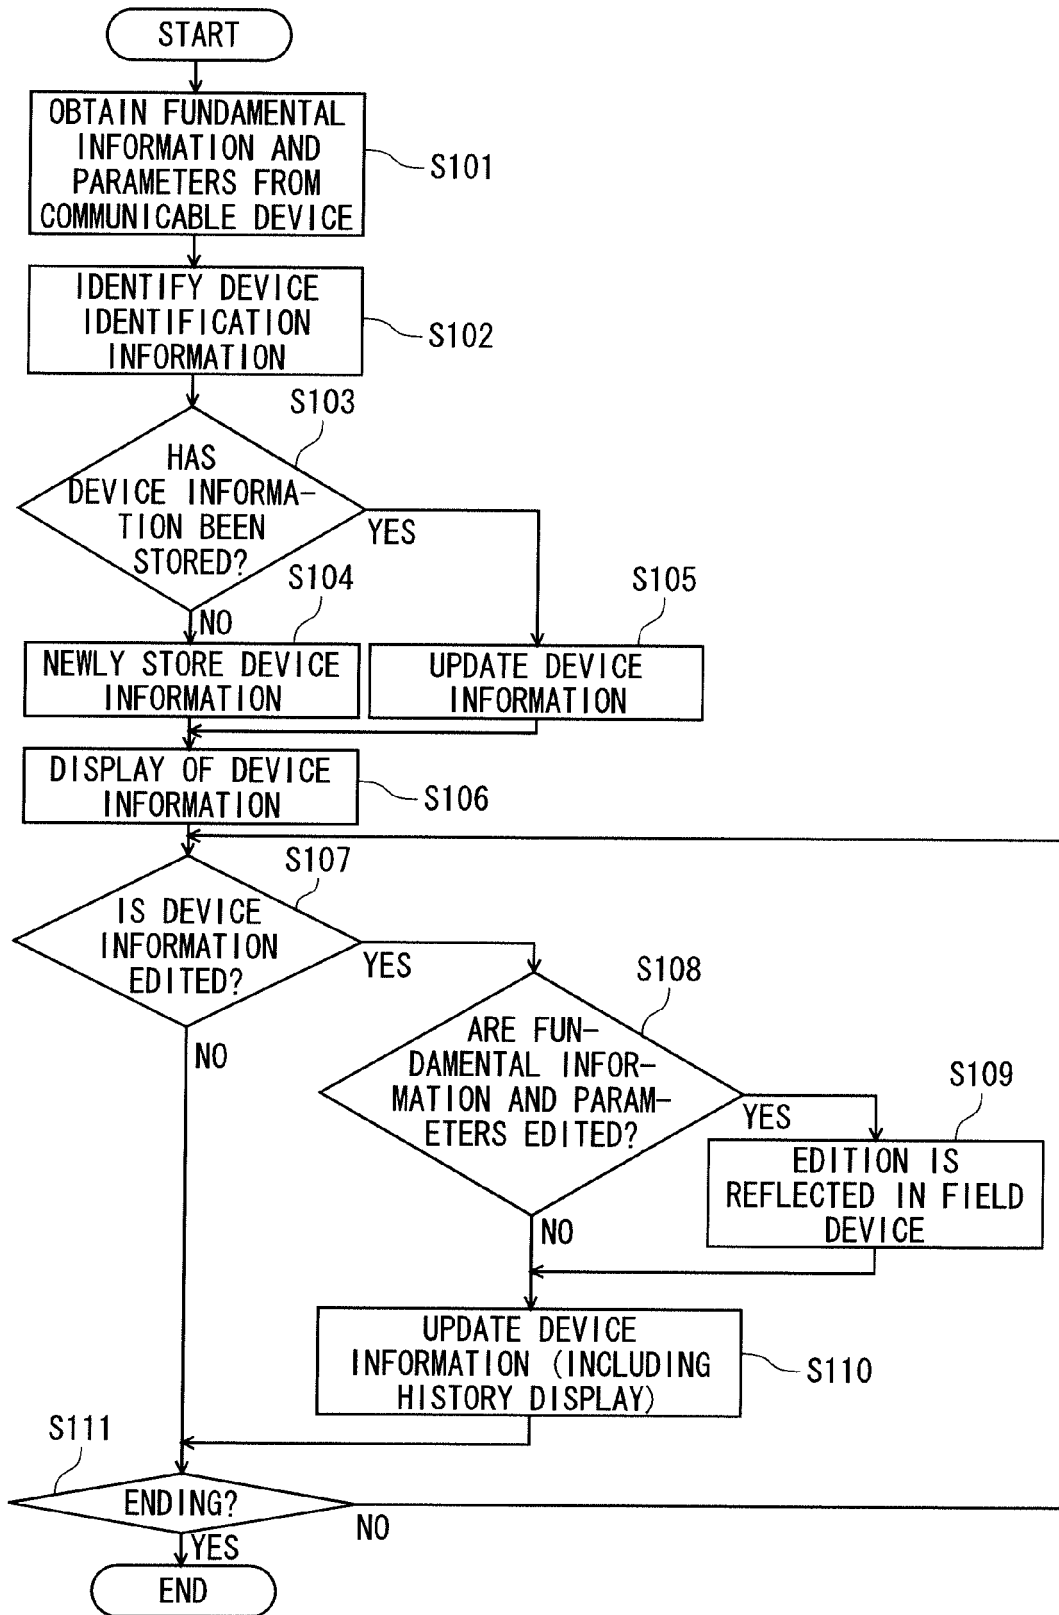 START
OBTAIN FUNDAMENTAL
INFORMATION AND
PARAMETERS FROM
COMMUNICABLE DEVICE
S101
IDENTIFY DEVICE
IDENTIFICATION
INFORMATION
S102
S103
HAS
DEVICE INFORMA-
TION BEEN
STORED?
YES
NO
S104
NEWLY STORE DEVICE
INFORMATION
S105
UPDATE DEVICE
INFORMATION
DISPLAY OF DEVICE
INFORMATION
S106
S107
IS DEVICE
INFORMATION
EDITED?
YES
NO
S108
ARE FUN-
DAMENTAL INFOR-
MATION AND PARAM-
ETERS EDITED?
YES
NO
S109
EDITION IS
REFLECTED IN FIELD
DEVICE
UPDATE DEVICE
INFORMATION (INCLUDING
HISTORY DISPLAY)
S110
S111
ENDING?
NO
YES
END